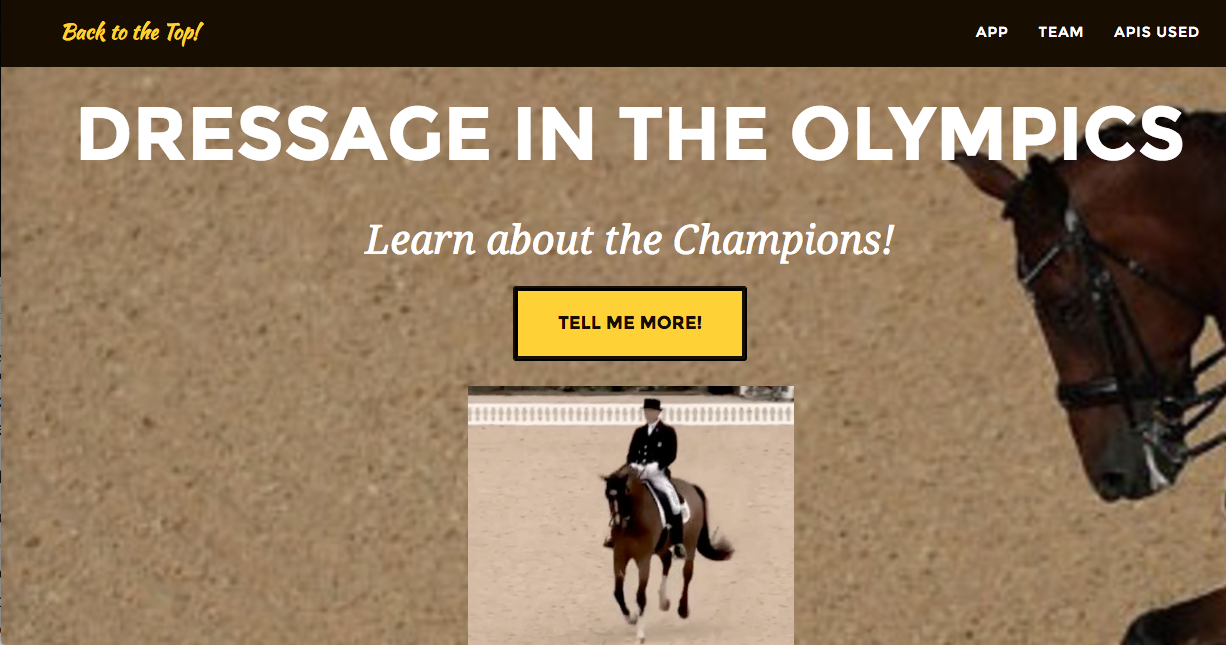 Back to the Top!
APP TEAM APIS USED
DRESSAGE IN THE OLYMPICS
Learn about the Champions!
TELL ME MORE!